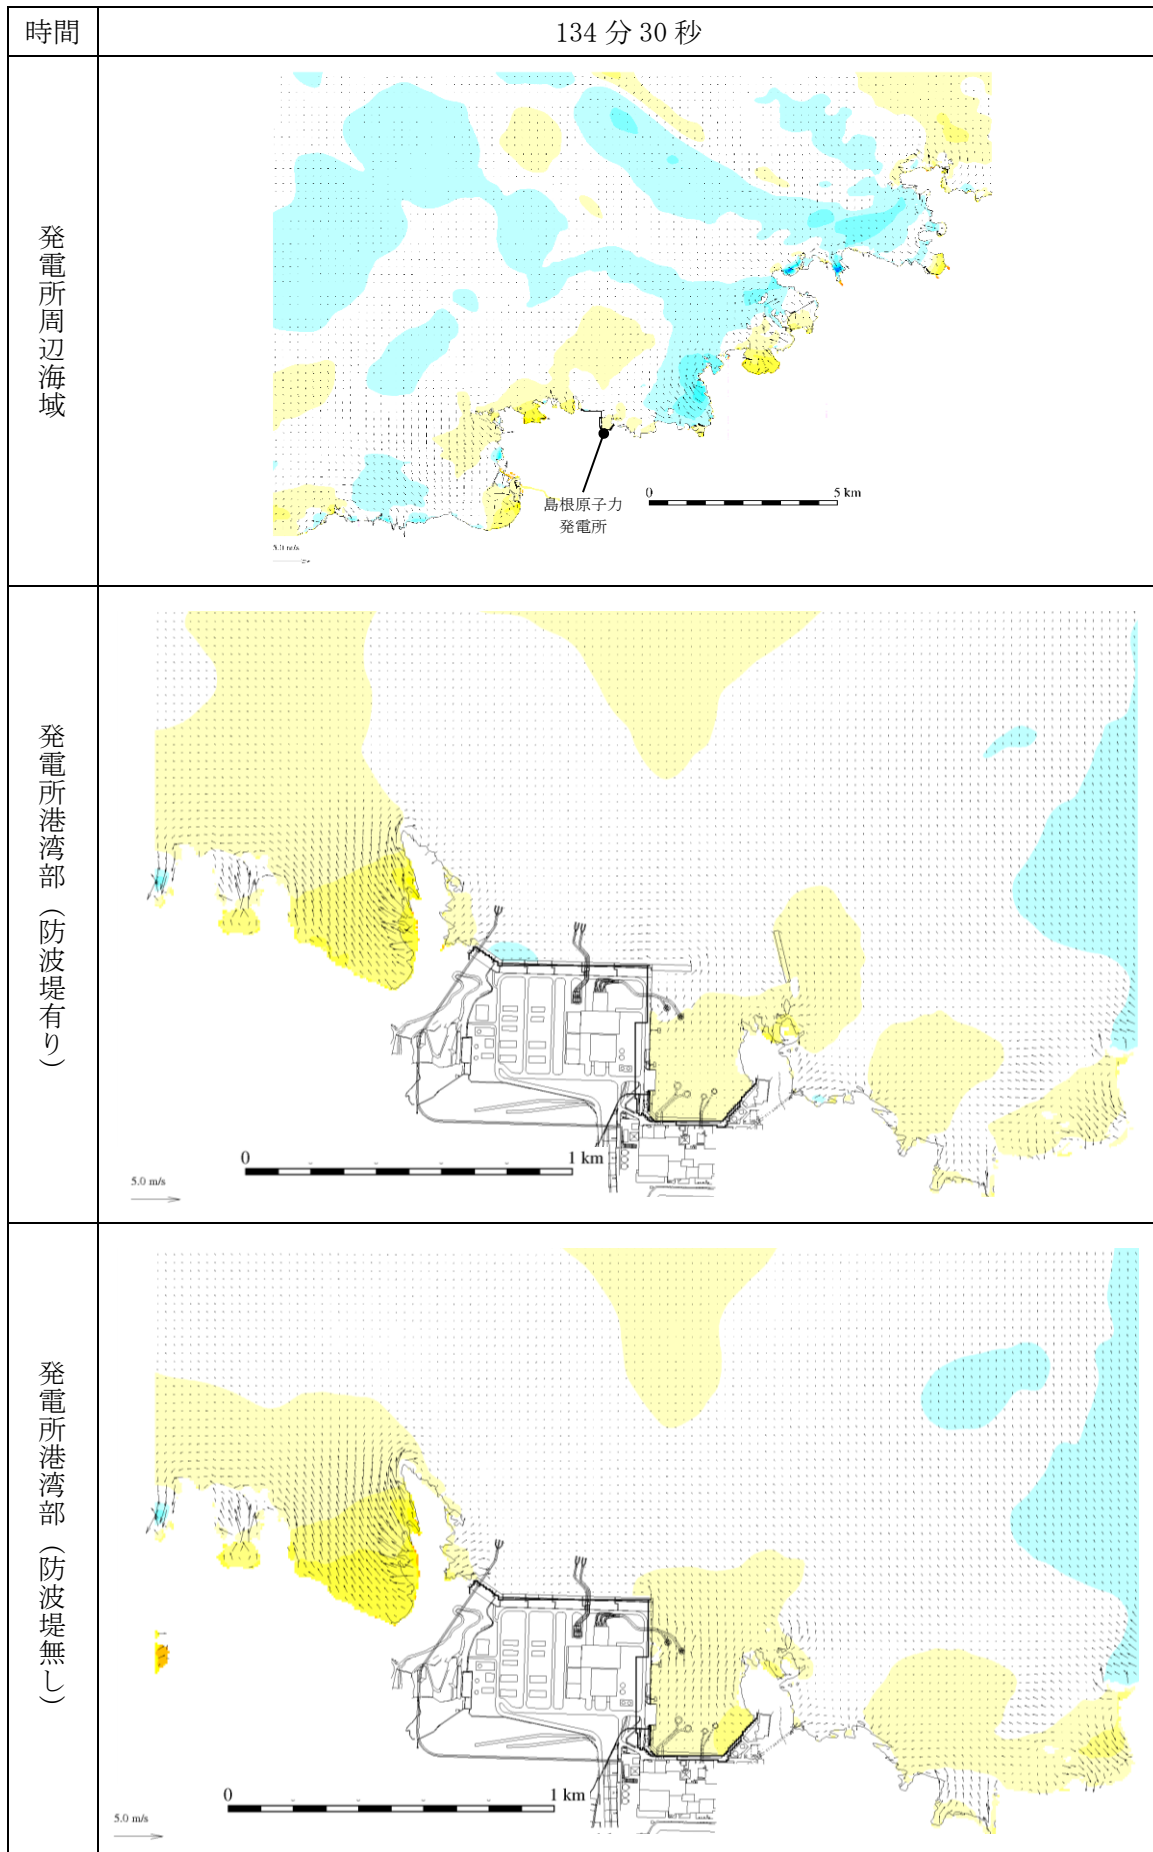 時間
134 分 30 秒
発電所周辺海域
島根原子力
発電所
0 5 km
5.0 m/s
発電所港湾部（防波堤有り）
0 1 km
5.0 m/s
発電所港湾部（防波堤無し）
0 1 km
5.0 m/s